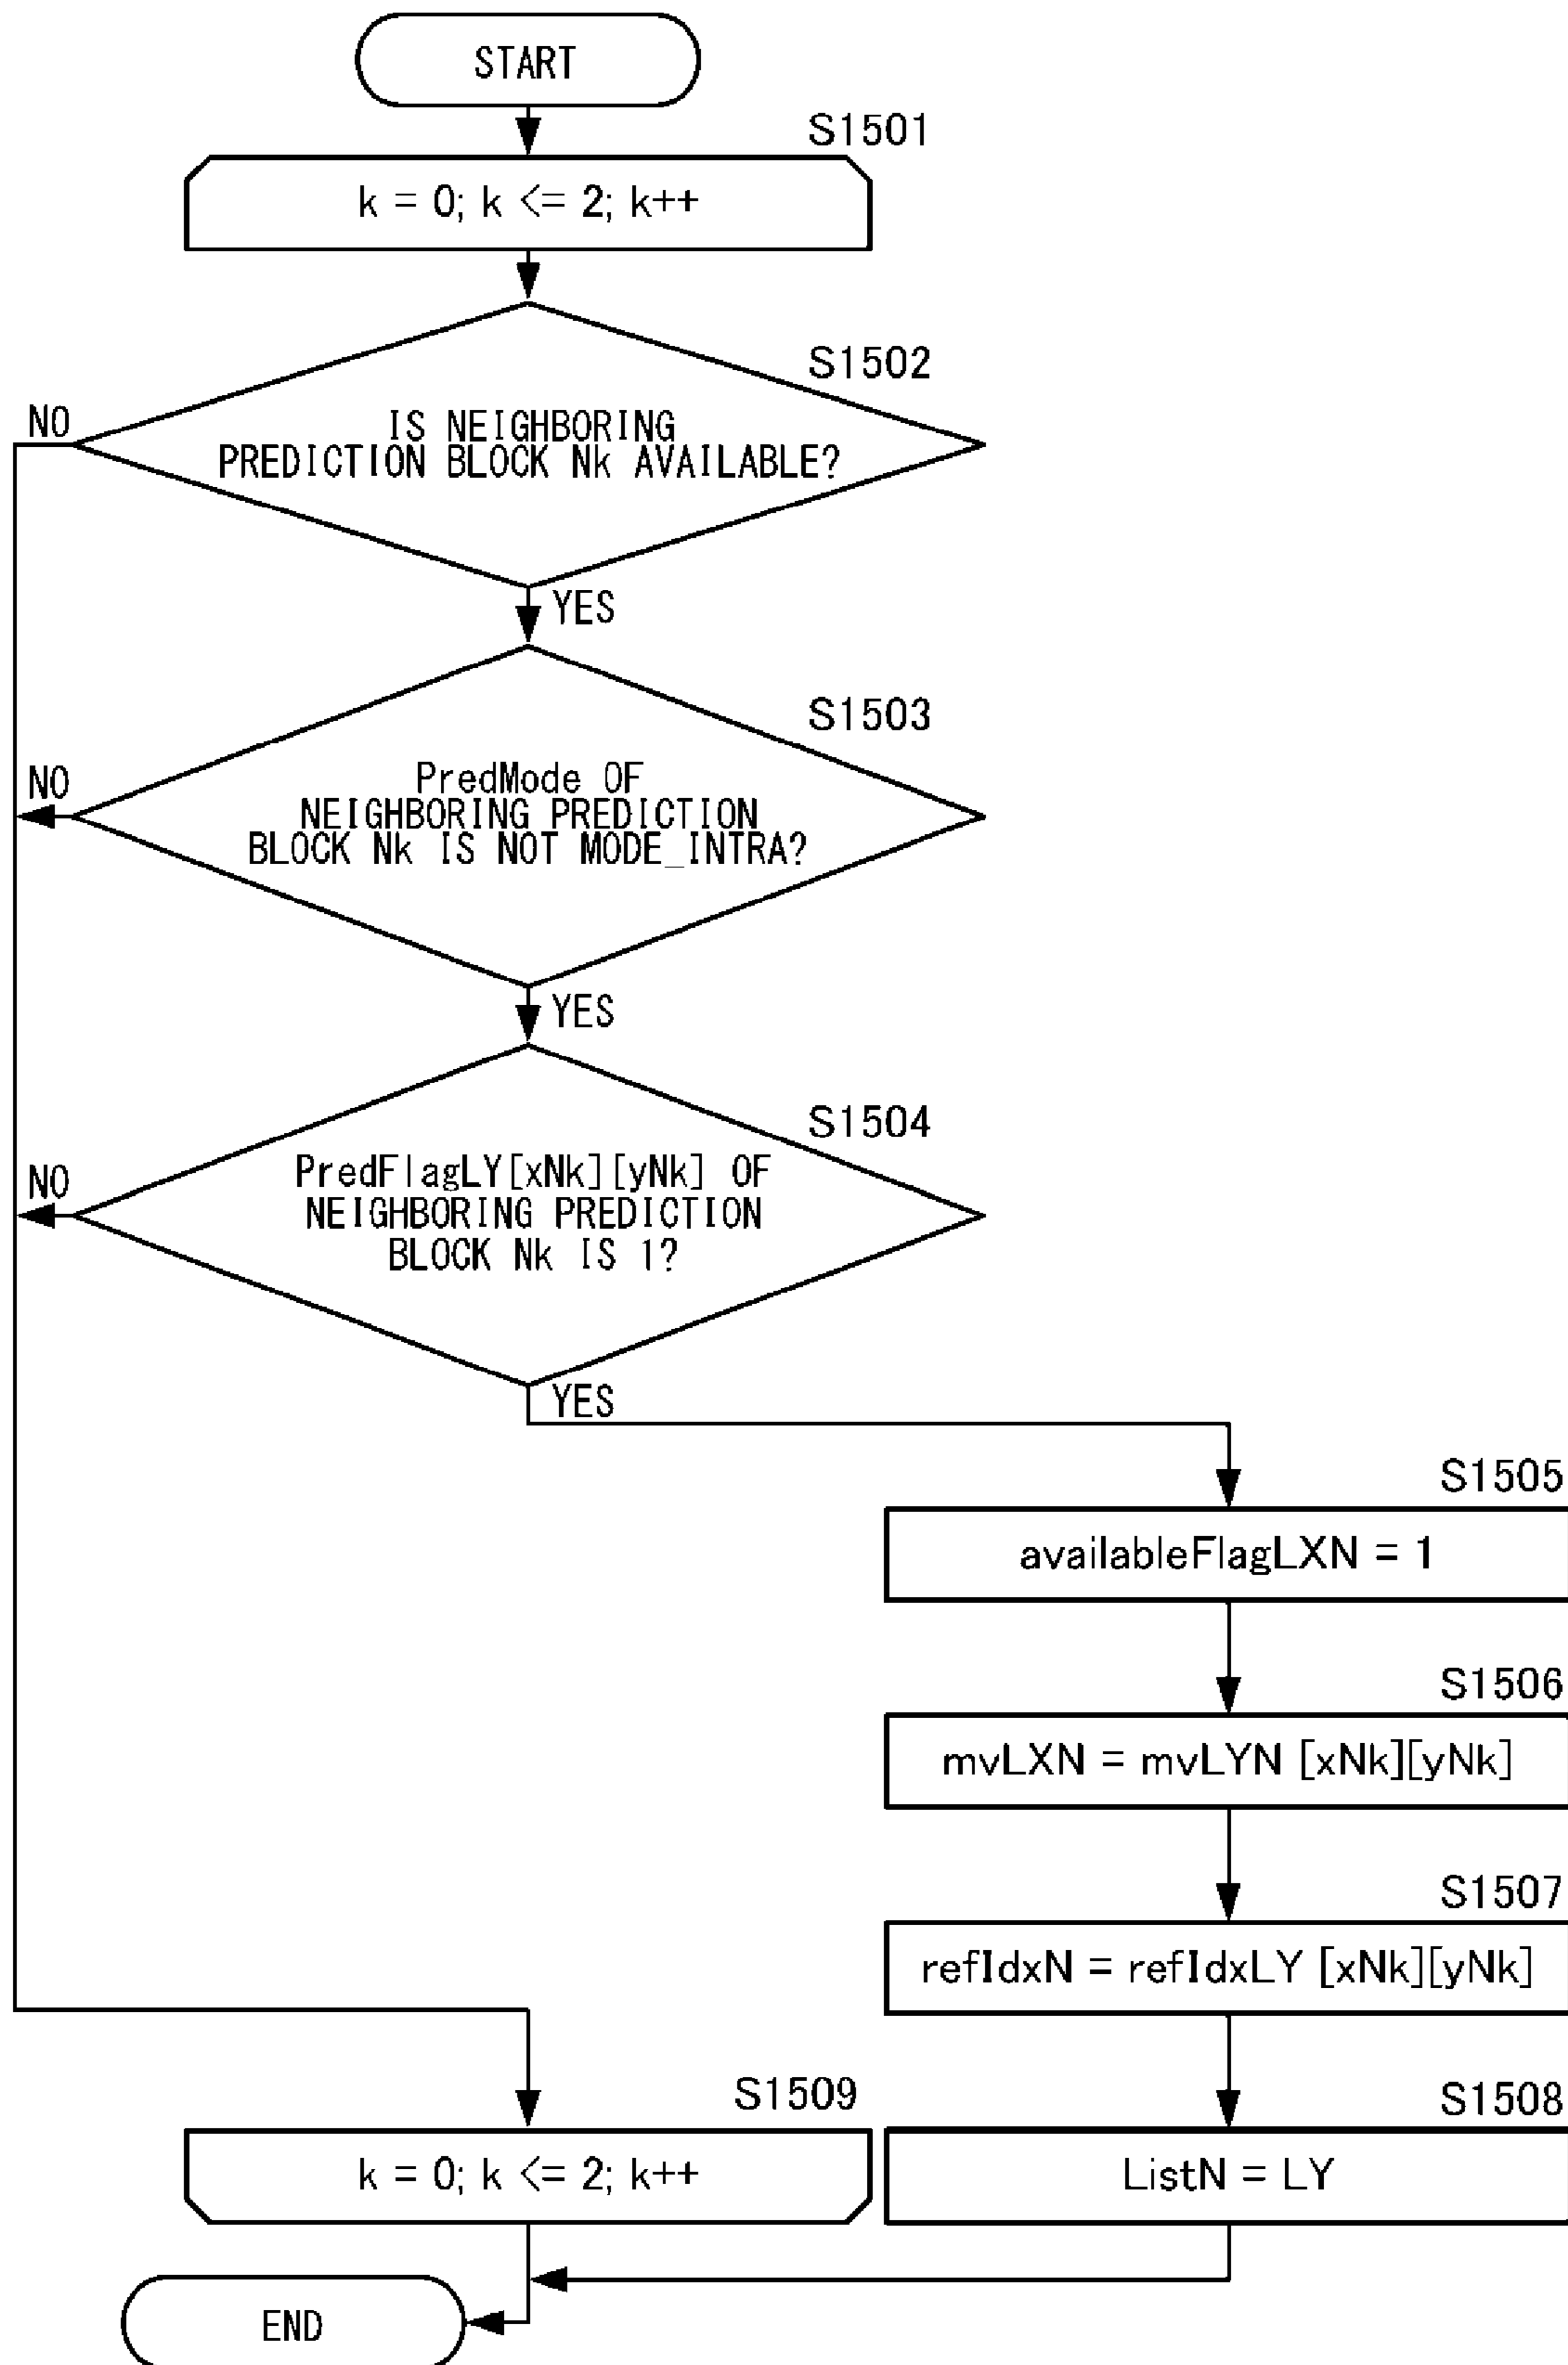 START
S1501
k = 0; k <= 2; k++
S1502
NO
IS NEIGHBORING
PREDICTION BLOCK Nk AVAILABLE?
YES
S1503
NO
PredMode OF
NEIGHBORING PREDICTION
BLOCK Nk IS NOT MODE_INTRA?
YES
S1504
NO
PredFlagLY[xNk][yNk] OF
NEIGHBORING PREDICTION
BLOCK Nk IS 1?
YES
S1505
availableFlagLXN = 1
S1506
mvLXN = mvLYN [xNk][yNk]
S1507
refIdxN = refIdxLY [xNk][yNk]
S1509
S1508
k = 0; k <= 2; k++
ListN = LY
END